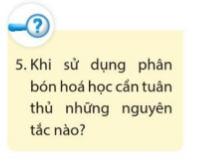 5. Khi sử dụng phân
bón hoá học cần tuân
thủ những nguyên
tắc nào?